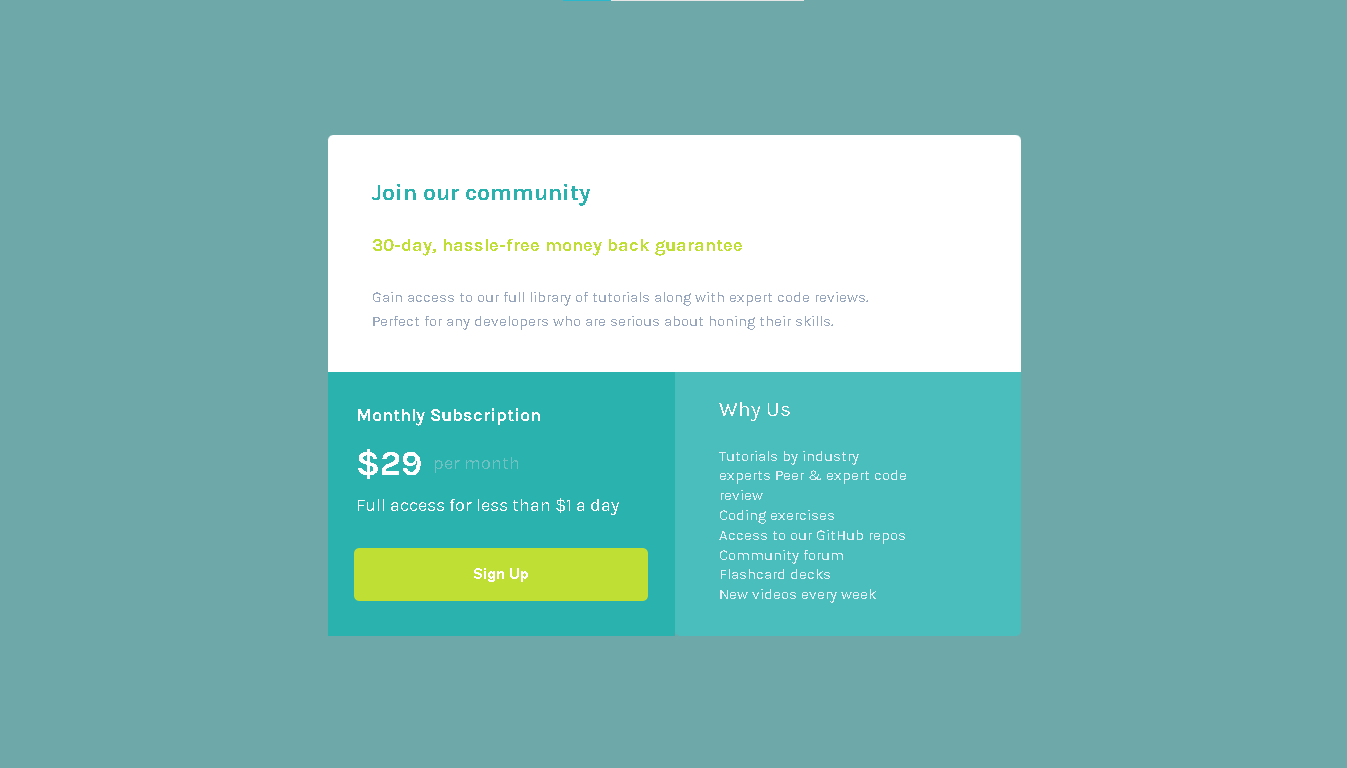 Join our community
30-day, hassle-free money back guarantee
Gain access to our full library of tutorials along with expert code reviews.
Perfect for any developers who are serious about honing their skills.
Monthly Subscription
$29 per month
Full access for less than $1 a day
Sign Up
Why Us
Tutorials by industry
experts Peer & expert code
review
Coding exercises
Access to our GitHub repos
Community forum
Flashcard decks
New videos every week